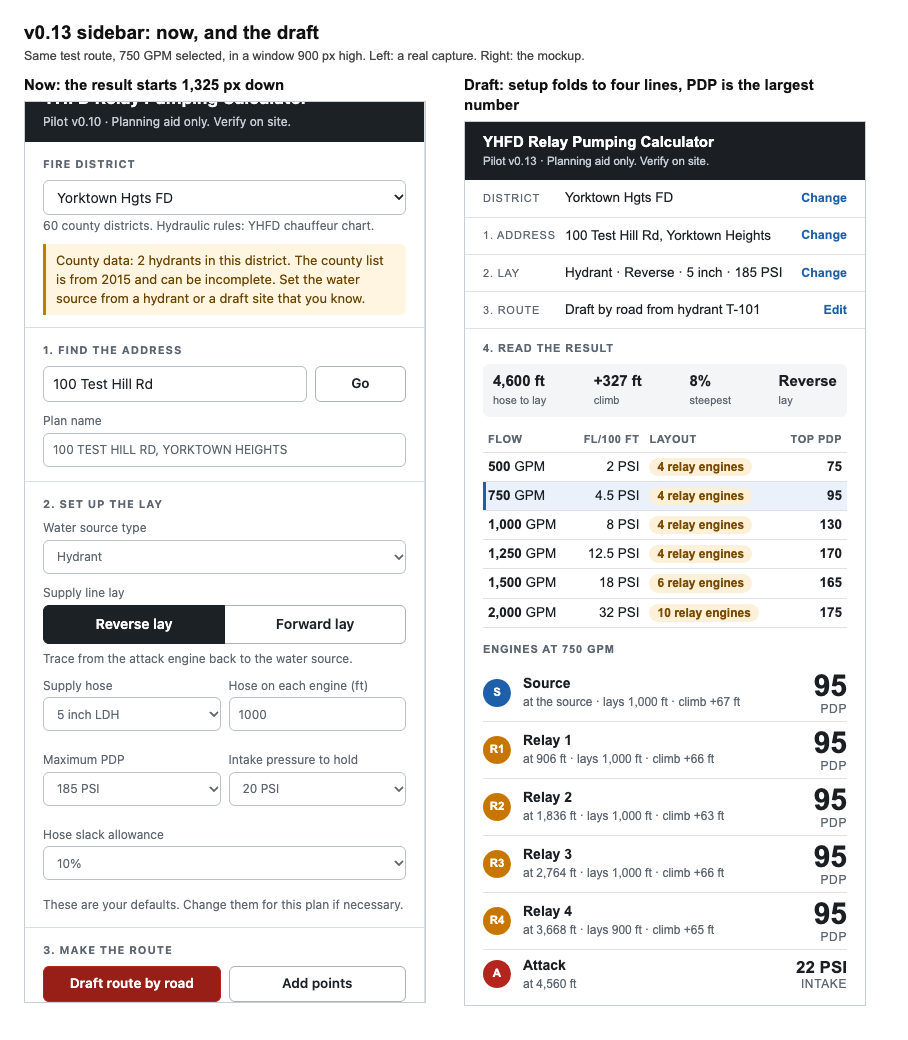 v0.13 sidebar: now, and the draft
Same test route, 750 GPM selected, in a window 900 px high. Left: a real capture. Right: the mockup.
Now: the result starts 1,325 px down
YHFD Relay Pumping Calculator
Pilot v0.10 · Planning aid only. Verify on site.
FIRE DISTRICT
Yorktown Hgts FD
60 county districts. Hydraulic rules: YHFD chauffeur chart.
County data: 2 hydrants in this district. The county list
is from 2015 and can be incomplete. Set the water
source from a hydrant or a draft site that you know.
1. FIND THE ADDRESS
100 Test Hill Rd
Go
Plan name
100 TEST HILL RD, YORKTOWN HEIGHTS
2. SET UP THE LAY
Water source type
Hydrant
Supply line lay
Reverse lay
Forward lay
Trace from the attack engine back to the water source.
Supply hose
Hose on each engine (ft)
5 inch LDH
1000
Maximum PDP
Intake pressure to hold
185 PSI
20 PSI
Hose slack allowance
10%
These are your defaults. Change them for this plan if necessary.
3. MAKE THE ROUTE
Draft route by road
Add points
Draft: setup folds to four lines, PDP is the largest
number
YHFD Relay Pumping Calculator
Pilot v0.13 · Planning aid only. Verify on site.
DISTRICT Yorktown Hgts FD Change
1. ADDRESS 100 Test Hill Rd, Yorktown Heights Change
2. LAY Hydrant · Reverse · 5 inch · 185 PSI Change
3. ROUTE Draft by road from hydrant T-101 Edit
4. READ THE RESULT
4,600 ft +327 ft 8% Reverse
hose to lay climb steepest lay
FLOW FL/100 FT LAYOUT TOP PDP
500 GPM 2 PSI 4 relay engines 75
750 GPM 4.5 PSI 4 relay engines 95
1,000 GPM 8 PSI 4 relay engines 130
1,250 GPM 12.5 PSI 4 relay engines 170
1,500 GPM 18 PSI 6 relay engines 165
2,000 GPM 32 PSI 10 relay engines 175
ENGINES AT 750 GPM
S Source 95
at the source · lays 1,000 ft · climb +67 ft PDP
R1 Relay 1 95
at 906 ft · lays 1,000 ft · climb +66 ft PDP
R2 Relay 2 95
at 1,836 ft · lays 1,000 ft · climb +63 ft PDP
R3 Relay 3 95
at 2,764 ft · lays 1,000 ft · climb +66 ft PDP
R4 Relay 4 95
at 3,668 ft · lays 900 ft · climb +65 ft PDP
A Attack 22 PSI
at 4,560 ft INTAKE